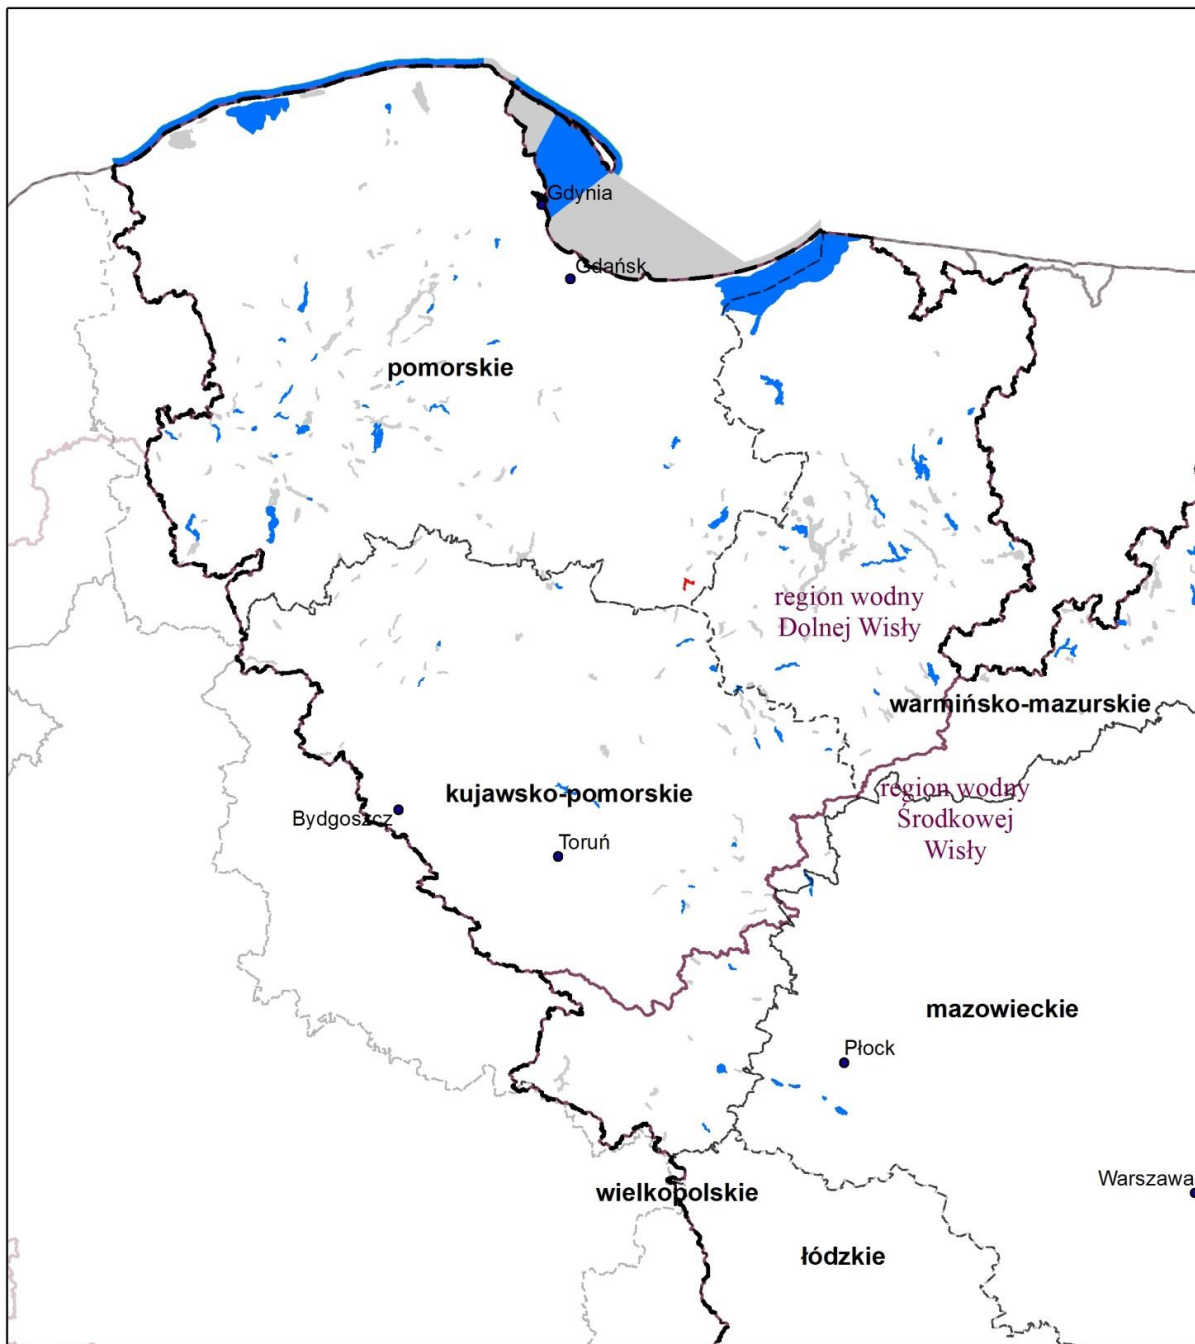 Gdynia
Gdańsk
pomorskie
region wodny
Dolnej Wisły
warmińsko-mazurskie
kujawsko-pomorskie
region wodny
Środkowej
Wisły
Bydgoszcz
Toruń
mazowieckie
Płock
wielkopolskie
Warszawa
łódzkie